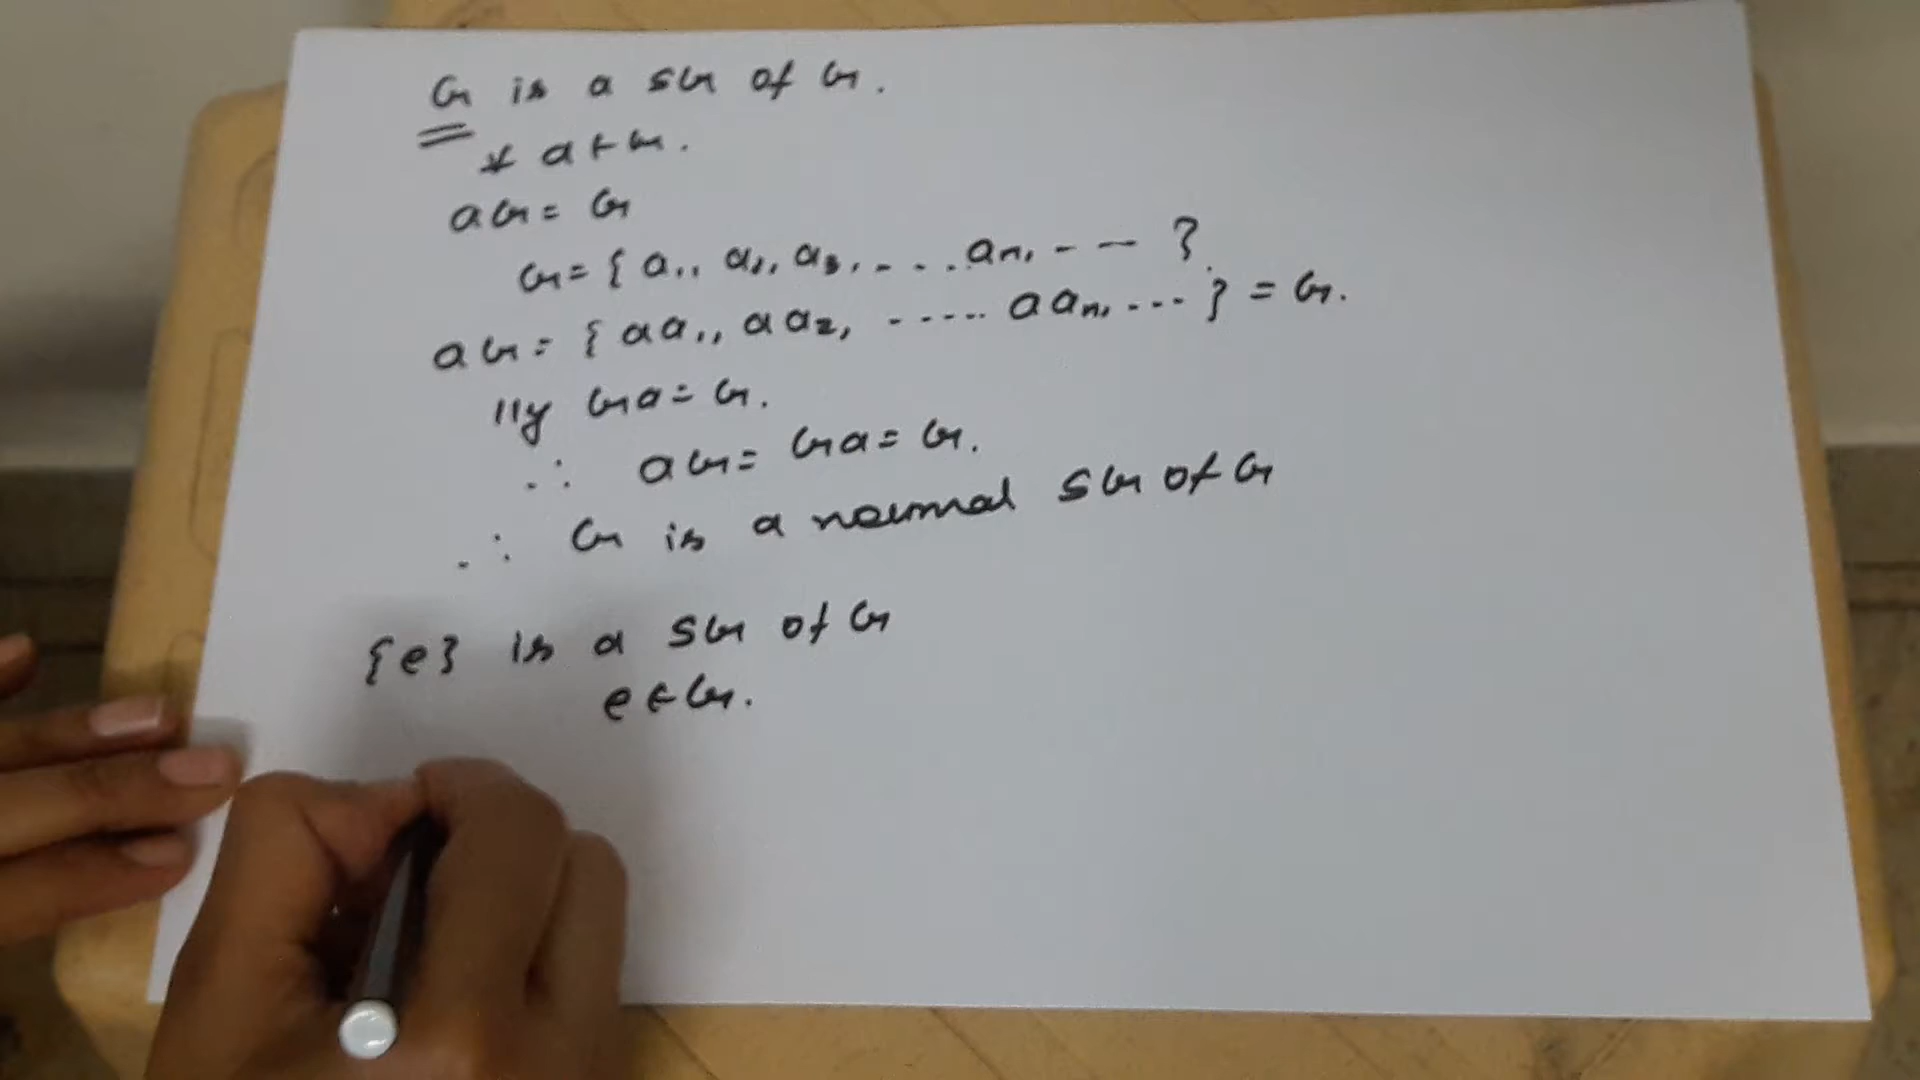 G is a SG of G.
∀ a ∈ G.
aG = G
G = { a1, a2, a3, - . . . an, - - - }
aG = { aa1, aa2, ..... aan, --- } = G.
||ly Ga = G.
∴ aG = Ga = G.
∴ G is a normal SG of G
{e} is a SG of G
e ∈ G.